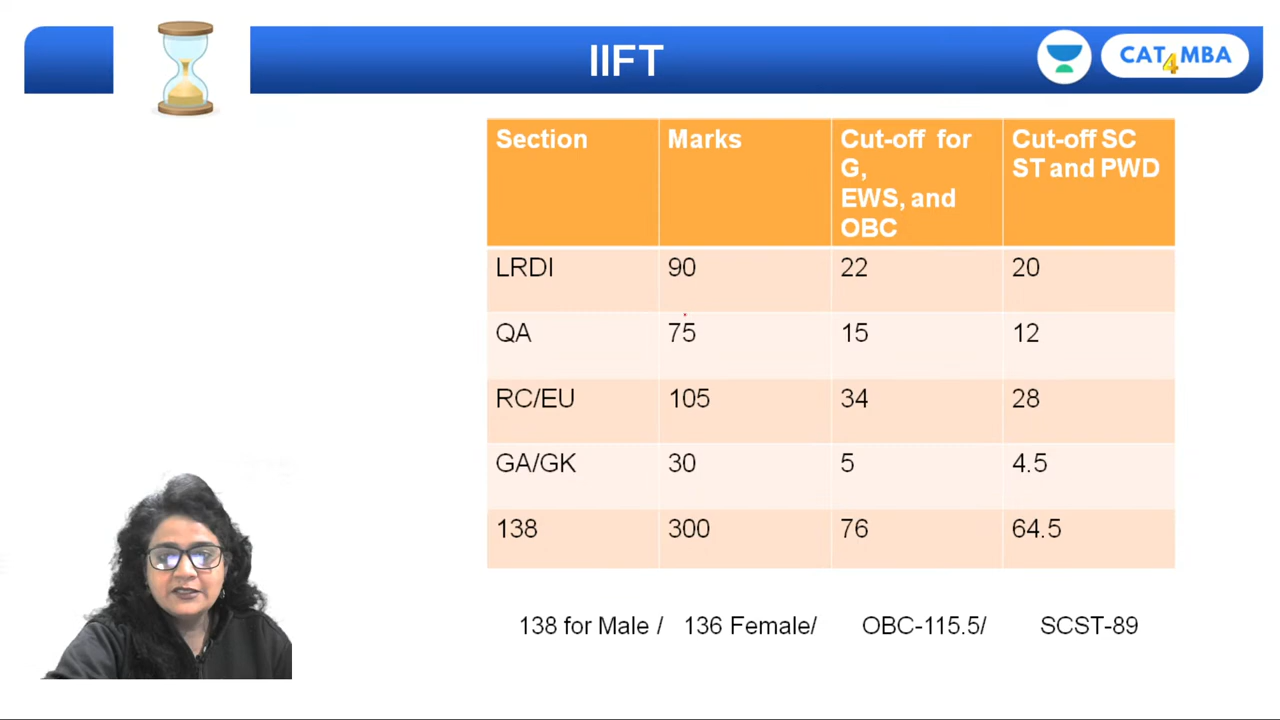 IIFT
CAT4MBA
Section Marks Cut-off for G, EWS, and OBC Cut-off SC ST and PWD
LRDI 90 22 20
QA 75 15 12
RC/EU 105 34 28
GA/GK 30 5 4.5
138 300 76 64.5
138 for Male / 136 Female/ OBC-115.5/ SCST-89